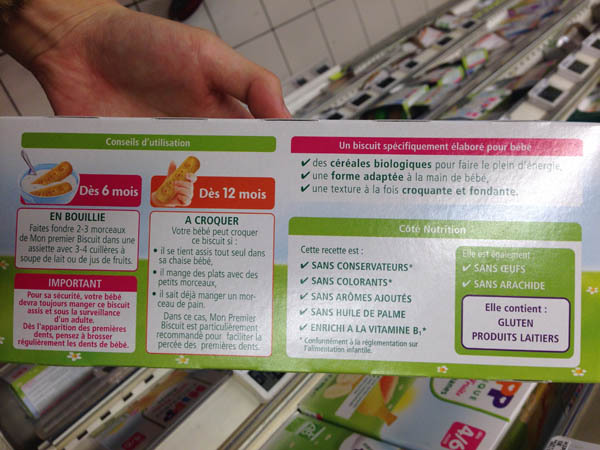 Conseils d'utilisation
Dès 6 mois
EN BOUILLIE
Faites fondre 2-3 morceaux
de Mon premier Biscuit dans une
assiette avec 3-4 cuillères à
soupe de lait ou de jus de fruits.
IMPORTANT
Pour sa sécurité, votre bébé
devra toujours manger ce biscuit
assis et sous la surveillance
d'un adulte.
Dès l'apparition des premières
dents, pensez à brosser
régulièrement les dents de bébé.
Dès 12 mois
A CROQUER
Votre bébé peut croquer
ce biscuit si :
• il se tient assis tout seul dans
sa chaise bébé,
• il mange des plats avec des
petits morceaux,
• il sait déjà manger un mor-
ceau de pain.
Dans ce cas, Mon Premier
Biscuit est particulièrement
recommandé pour faciliter la
percée des premières dents.
Un biscuit spécifiquement élaboré pour bébé
✓ des céréales biologiques pour faire le plein d'énergie,
✓ une forme adaptée à la main de bébé,
✓ une texture à la fois croquante et fondante.
Côté Nutrition
Cette recette est :
✓ SANS CONSERVATEURS*
✓ SANS COLORANTS*
✓ SANS ARÔMES AJOUTÉS
✓ SANS HUILE DE PALME
✓ ENRICHI A LA VITAMINE B1*
* Conformément à la réglementation sur
l'alimentation infantile.
Elle est également :
✓ SANS ŒUFS
✓ SANS ARACHIDE
Elle contient :
GLUTEN
PRODUITS LAITIERS
4/6